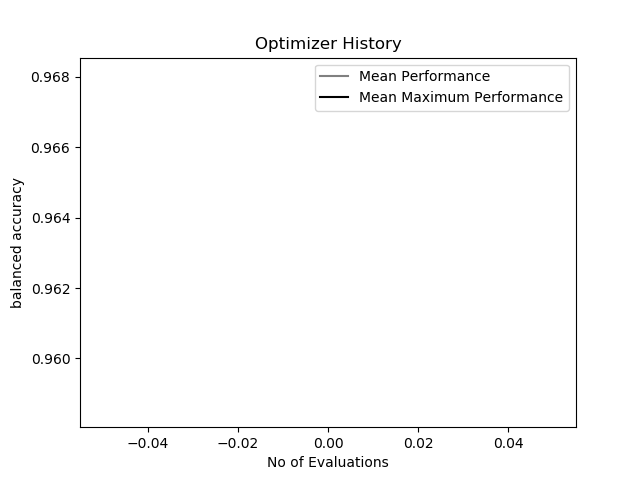 Optimizer History
Mean Performance
Mean Maximum Performance
0.968
0.966
0.964
0.962
0.960
balanced accuracy
−0.04
−0.02
0.00
0.02
0.04
No of Evaluations